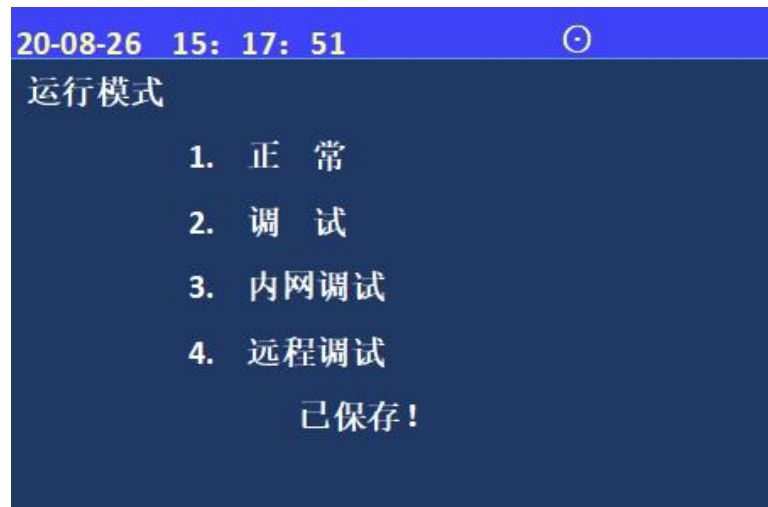 20-08-26 15: 17: 51
运行模式
1. 正 常
2. 调 试
3. 内网调试
4. 远程调试
已保存!